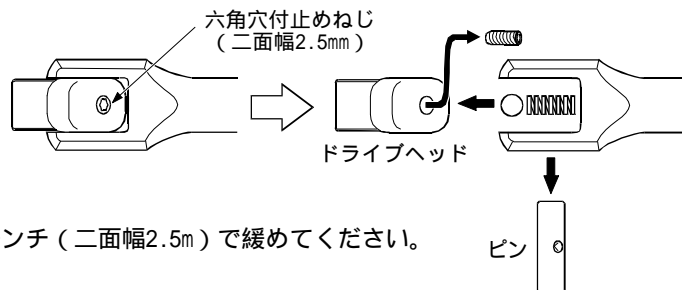 六角穴付止めねじ
（二面幅2.5㎜）
ドライブヘッド
ンチ（二面幅2.5m）で緩めてください。
ピン